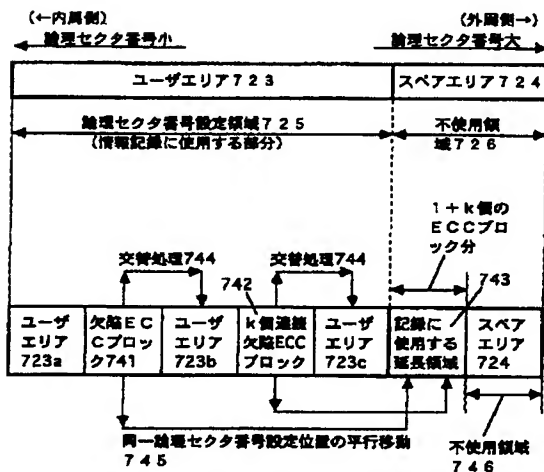 (←内周側)
論理セクタ番号小
(外周側→)
論理セクタ番号大
ユーザエリア723
スペアエリア724
論理セクタ番号設定領域725
(情報記録に使用する部分)
不使用領
域726
1+k個の
ECCブロ
ック分
交替処理744
742
交替処理744
743
ユーザ
エリア
723a
欠陥EC
Cブロッ
ク741
ユーザ
エリア
723b
k個連接
欠陥ECC
ブロック
ユーザ
エリア
723c
記録に
使用する
延長領域
スペア
エリア
724
同一論理セクタ番号設定位置の平行移動
745
不使用領域
746